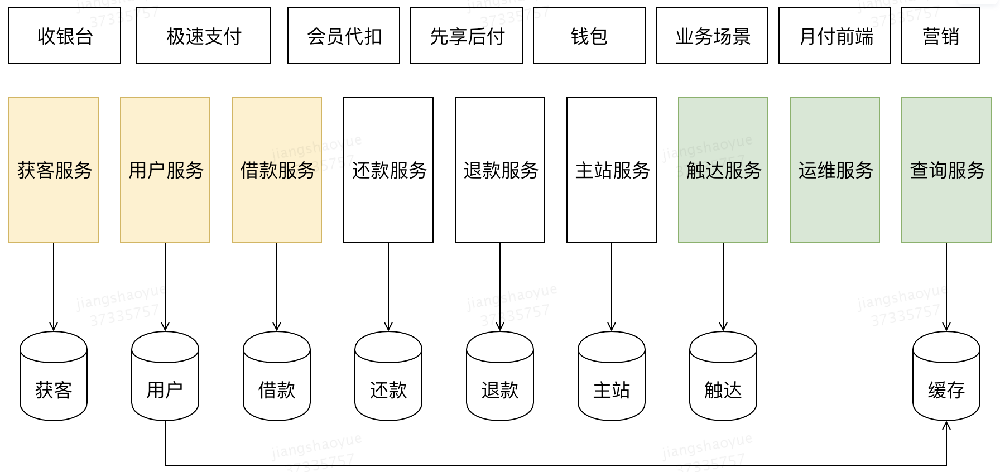 收银台
极速支付
会员代扣
先享后付
钱包
业务场景
月付前端
营销
获客服务
用户服务
借款服务
还款服务
退款服务
主站服务
触达服务
运维服务
查询服务
获客
用户
借款
还款
退款
主站
触达
缓存
jiangshaoyue
37335757